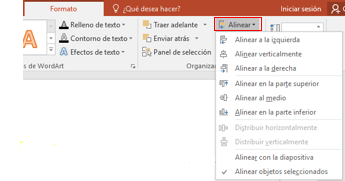 Formato
¿Qué desea hacer?
Iniciar sesión
Relleno de texto
Contorno de texto
Efectos de texto
s de WordArt
Traer adelante
Enviar atrás
Panel de selección
Organiz
Alinear
Alinear a la izquierda
Alinear verticalmente
Alinear a la derecha
Alinear en la parte superior
Alinear al medio
Alinear en la parte inferior
Distribuir horizontalmente
Distribuir verticalmente
Alinear con la diapositiva
Alinear objetos seleccionados